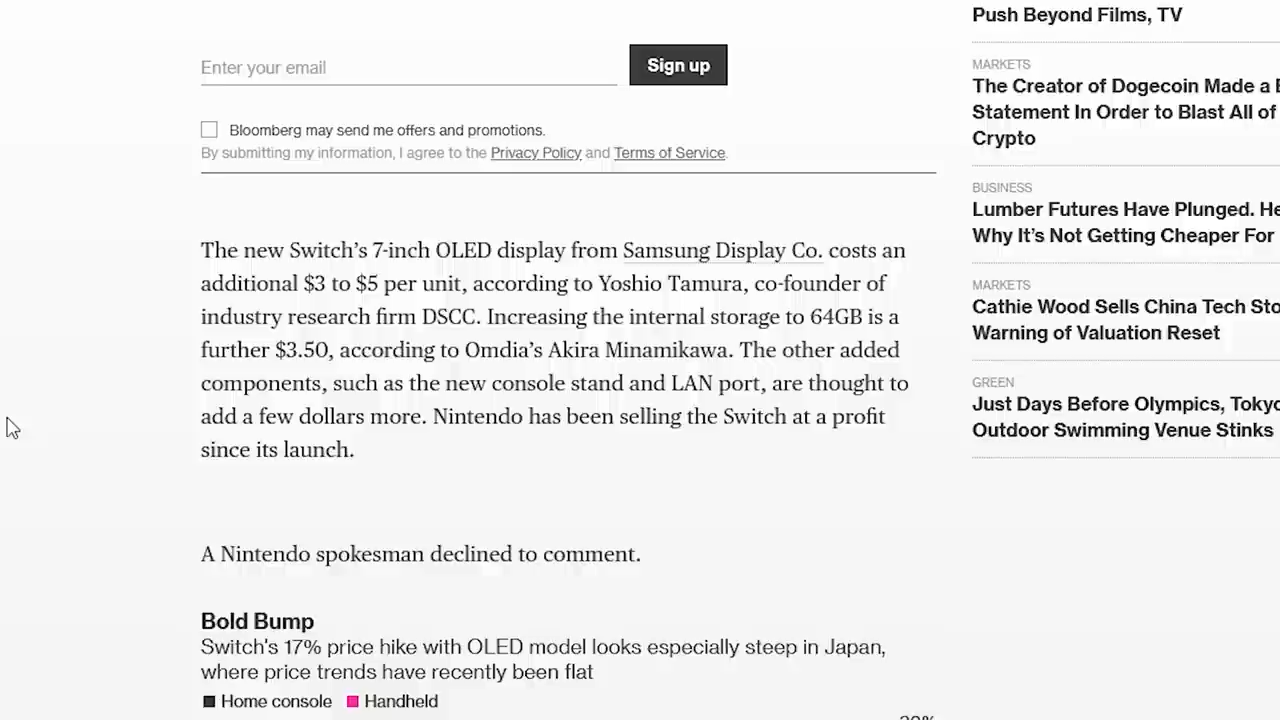 Enter your email
Sign up
Bloomberg may send me offers and promotions.
By submitting my information, I agree to the Privacy Policy and Terms of Service.
The new Switch's 7-inch OLED display from Samsung Display Co. costs an
additional $3 to $5 per unit, according to Yoshio Tamura, co-founder of
industry research firm DSCC. Increasing the internal storage to 64GB is a
further $3.50, according to Omdia's Akira Minamikawa. The other added
components, such as the new console stand and LAN port, are thought to
add a few dollars more. Nintendo has been selling the Switch at a profit
since its launch.
A Nintendo spokesman declined to comment.
Bold Bump
Switch's 17% price hike with OLED model looks especially steep in Japan,
where price trends have recently been flat
Home console Handheld
Push Beyond Films, TV
MARKETS
The Creator of Dogecoin Made a
Statement In Order to Blast All of
Crypto
BUSINESS
Lumber Futures Have Plunged.
Why It's Not Getting Cheaper For
MARKETS
Cathie Wood Sells China Tech
Warning of Valuation Reset
GREEN
Just Days Before Olympics,
Outdoor Swimming Venue Stinks